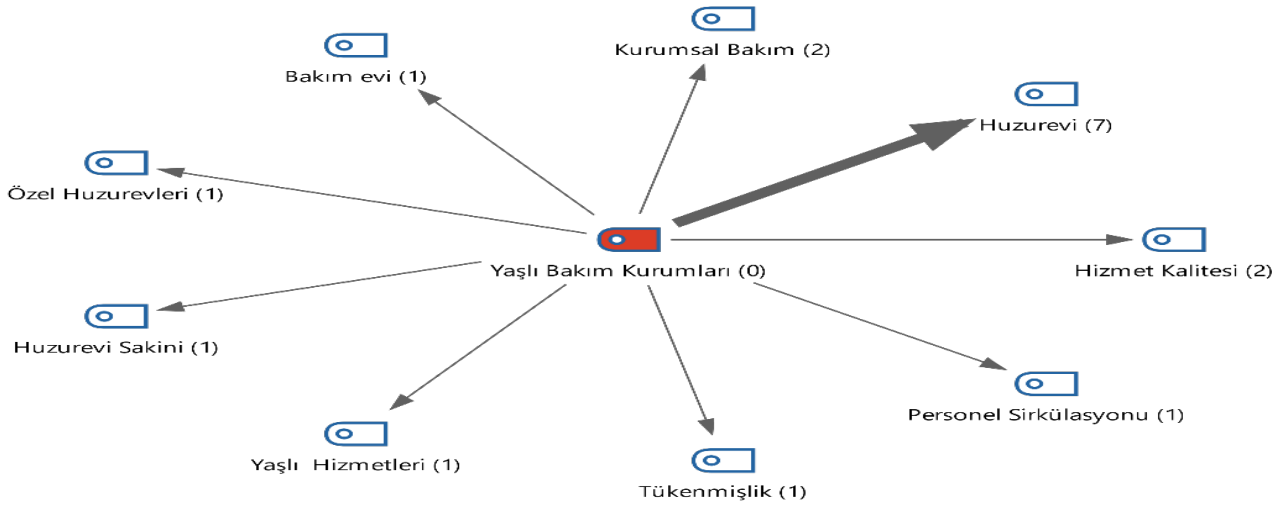 Kurumsal Bakım (2)
Bakım evi (1)
Huzurevi (7)
Özel Huzurevleri (1)
Yaşlı Bakım Kurumları (0)
Hizmet Kalitesi (2)
Huzurevi Sakini (1)
Personel Sirkülasyonu (1)
Yaşlı  Hizmetleri (1)
Tükenmişlik (1)